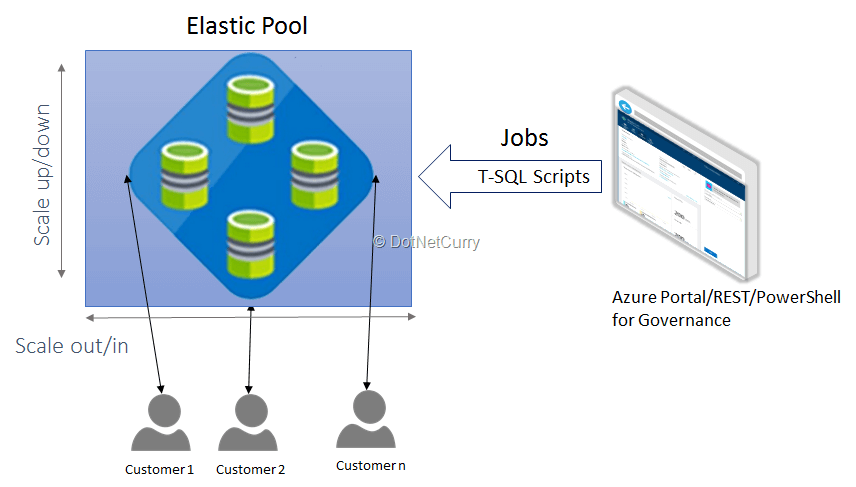 Elastic Pool
Scale up/down
Jobs
T-SQL Scripts
© DotNetCurry
Azure Portal/REST/PowerShell
for Governance
Scale out/in
Customer 1
Customer 2
Customer n